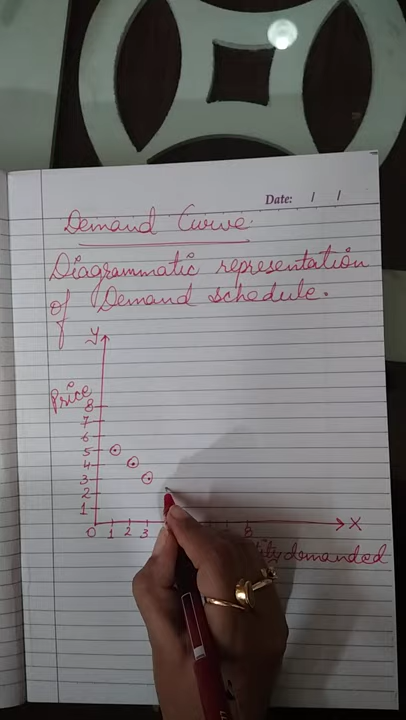 Date: / /
Demand Curve.
Diagrammatic representation
of Demand schedule.
Y
Price
8
7
6
5
4
3
2
1
0 1 2 3 8 X
demanded